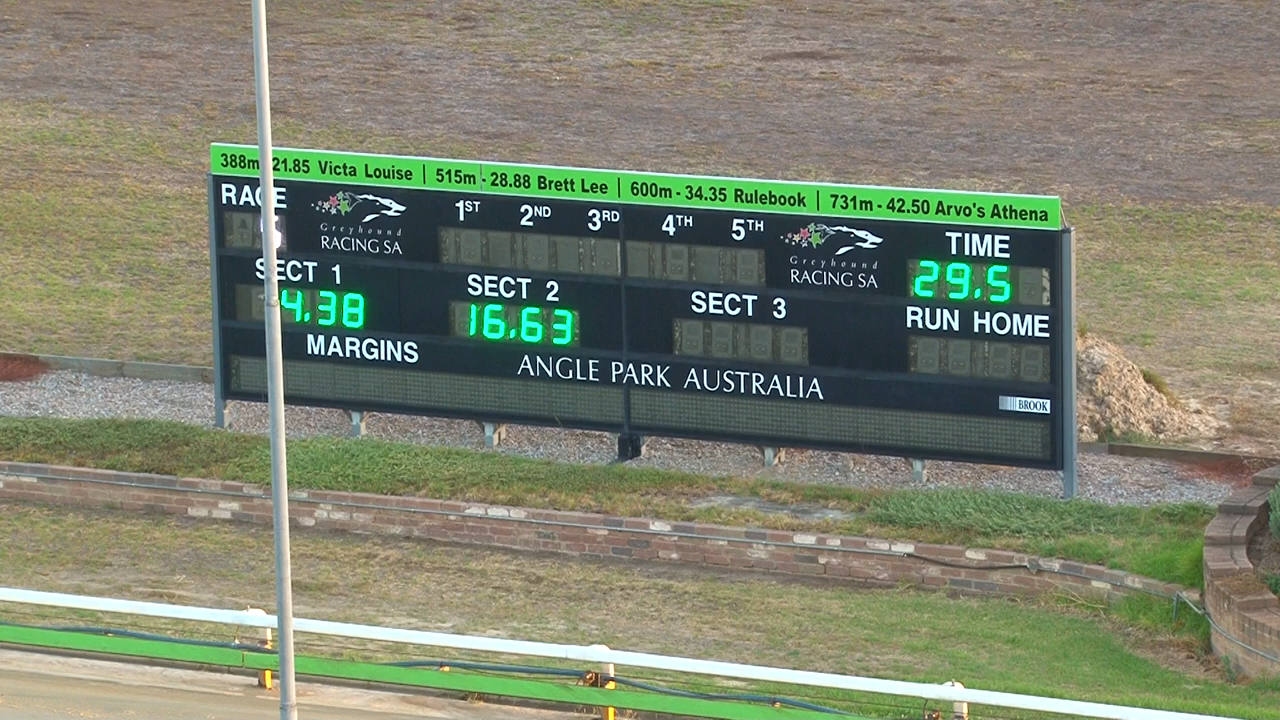 388m 21.85 Victa Louise | 515m - 28.88 Brett Lee | 600m - 34.35 Rulebook | 731m - 42.50 Arvo's Athena
RACE
Greyhound
RACING SA
1ST 2ND 3RD 4TH 5TH
Greyhound
RACING SA
TIME
29.5
SECT 1
4.38
SECT 2
16.63
SECT 3
RUN HOME
MARGINS
ANGLE PARK AUSTRALIA
BROOK